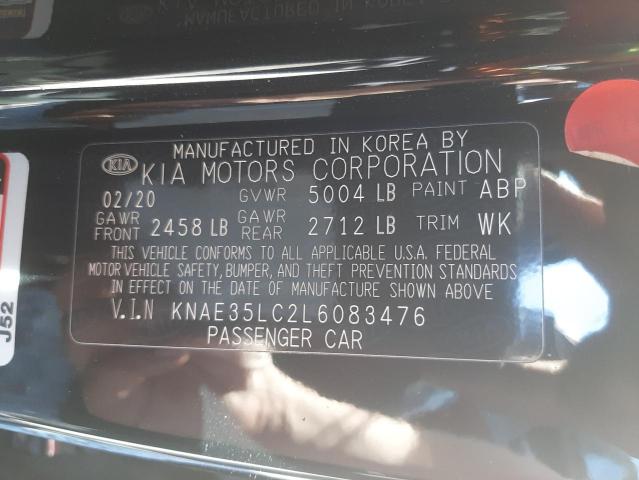 MANUFACTURED IN KOREA BY
KIA KIA MOTORS CORPORATION
02/20 GVWR 5004 LB PAINT ABP
GAWR FRONT 2458 LB GAWR REAR 2712 LB TRIM WK
THIS VEHICLE CONFORMS TO ALL APPLICABLE U.S.A. FEDERAL
MOTOR VEHICLE SAFETY, BUMPER, AND THEFT PREVENTION STANDARDS
IN EFFECT ON THE DATE OF MANUFACTURE SHOWN ABOVE
V.I.N KNAE35LC2L6083476
PASSENGER CAR
J52